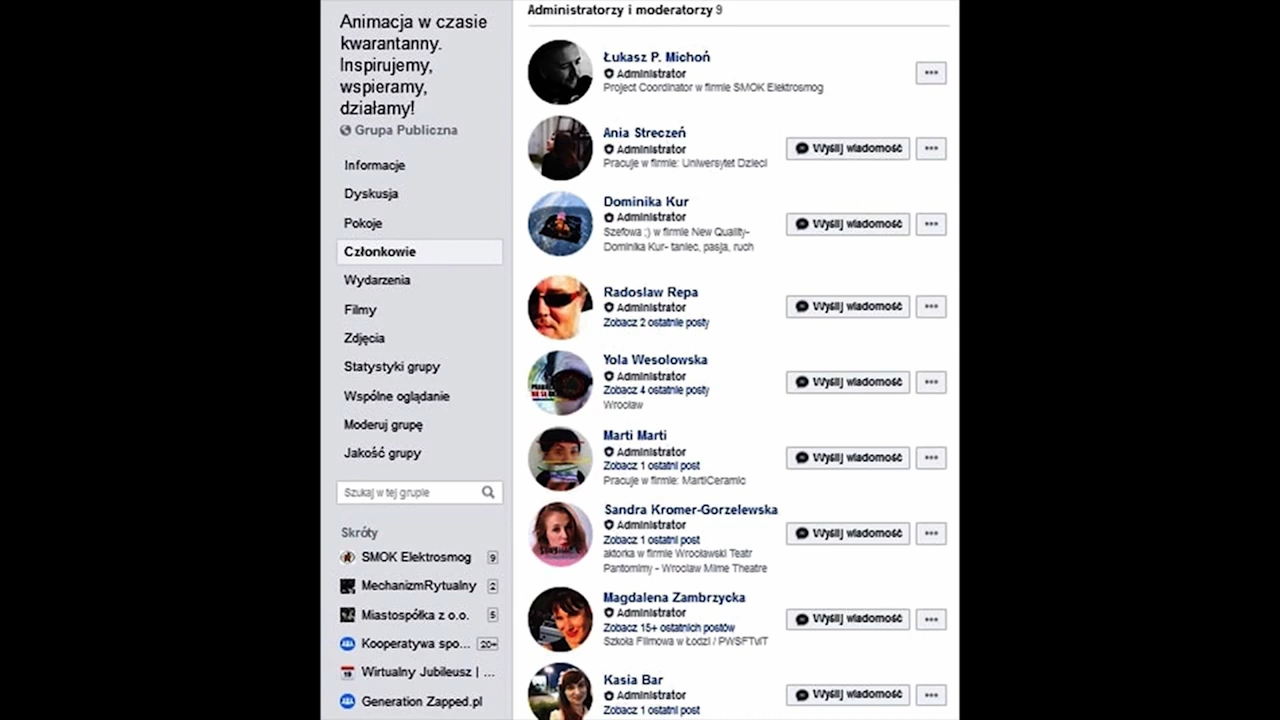 Animacja w czasie
kwarantanny.
Inspirujemy,
wspieramy,
działamy!
Grupa Publiczna
Informacje
Dyskusja
Pokoje
Członkowie
Wydarzenia
Filmy
Zdjęcia
Statystyki grupy
Wspólne oglądanie
Moderuj grupę
Jakość grupy
Szukaj w tej grupie
Skróty
SMOK Elektrosmog 9
MechanizmRytualny 2
Miastospółka z o.o. 5
Kooperatywa spo... 20+
Wirtualny Jubileusz | ...
Generation Zapped.pl
Administratorzy i moderatorzy 9
Łukasz P. Michoń
Administrator
Project Coordinator w firmie SMOK Elektrosmog
Ania Streczeń
Administrator
Pracuje w firmie: Uniwersytet Dzieci
Wyślij wiadomość
Dominika Kur
Administrator
Szefowa ;) w firmie New Quality-
Dominika Kur- taniec, pasja, ruch
Wyślij wiadomość
Radoslaw Repa
Administrator
Zobacz 2 ostatnie posty
Wyślij wiadomość
Yola Wesolowska
Administrator
Zobacz 4 ostatnie posty
Wrocław
Wyślij wiadomość
Marti Marti
Administrator
Zobacz 1 ostatni post
Pracuje w firmie: MartiCeramic
Wyślij wiadomość
Sandra Kromer-Gorzelewska
Administrator
Zobacz 1 ostatni post
aktorka w firmie Wrocławski Teatr
Pantomimy - Wroclaw Mime Theatre
Wyślij wiadomość
Magdalena Zambrzycka
Administrator
Zobacz 15+ ostatnich postów
Szkoła Filmowa w Łodzi / PWSFTviT
Wyślij wiadomość
Kasia Bar
Administrator
Zobacz 1 ostatni post
Wyślij wiadomość